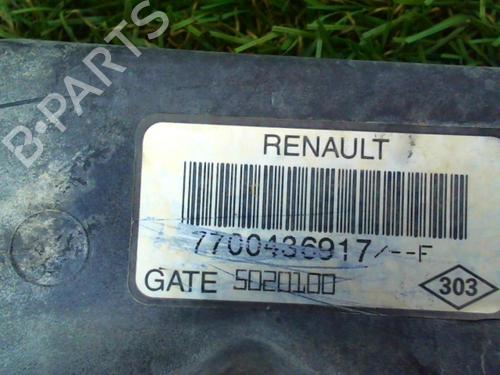 B-PARTS
RENAULT
7700436917/--F
GATE 5020100
303